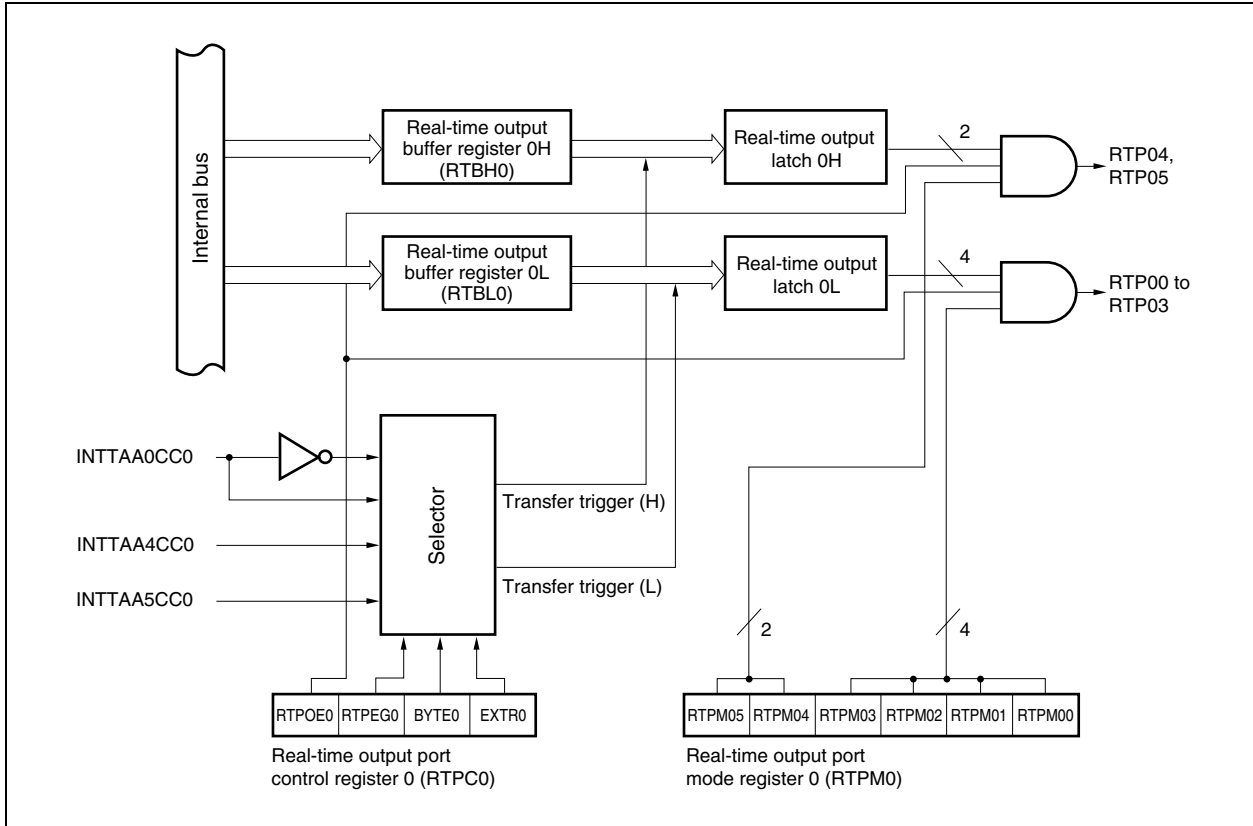 Internal bus
Real-time output
buffer register 0H
(RTBH0)
Real-time output
latch 0H
2
RTP04,
RTP05
Real-time output
buffer register 0L
(RTBL0)
Real-time output
latch 0L
4
RTP00 to
RTP03
INTTAA0CC0
INTTAA4CC0
INTTAA5CC0
Selector
Transfer trigger (H)
Transfer trigger (L)
2
4
RTPOE0 RTPEG0 BYTE0 EXTR0
Real-time output port
control register 0 (RTPC0)
RTPM05 RTPM04 RTPM03 RTPM02 RTPM01 RTPM00
Real-time output port
mode register 0 (RTPM0)